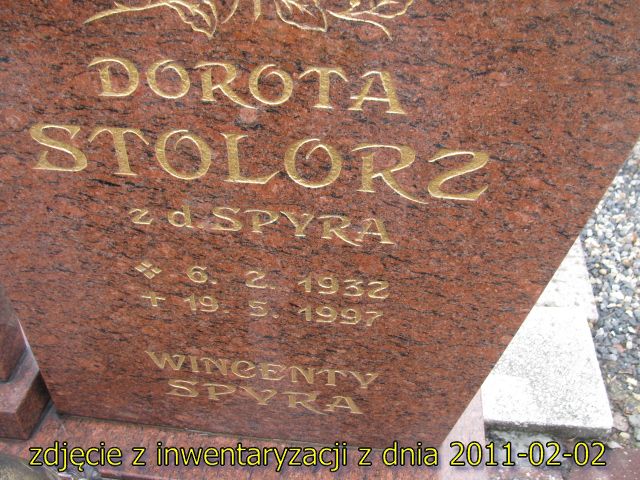 DOROTA
STOLORZ
z d SPYRA
6. 2. 1932
19. 5. 1997
WINCENTY
SPYRA
zdjęcie z inwentaryzacji z dnia 2011-02-02